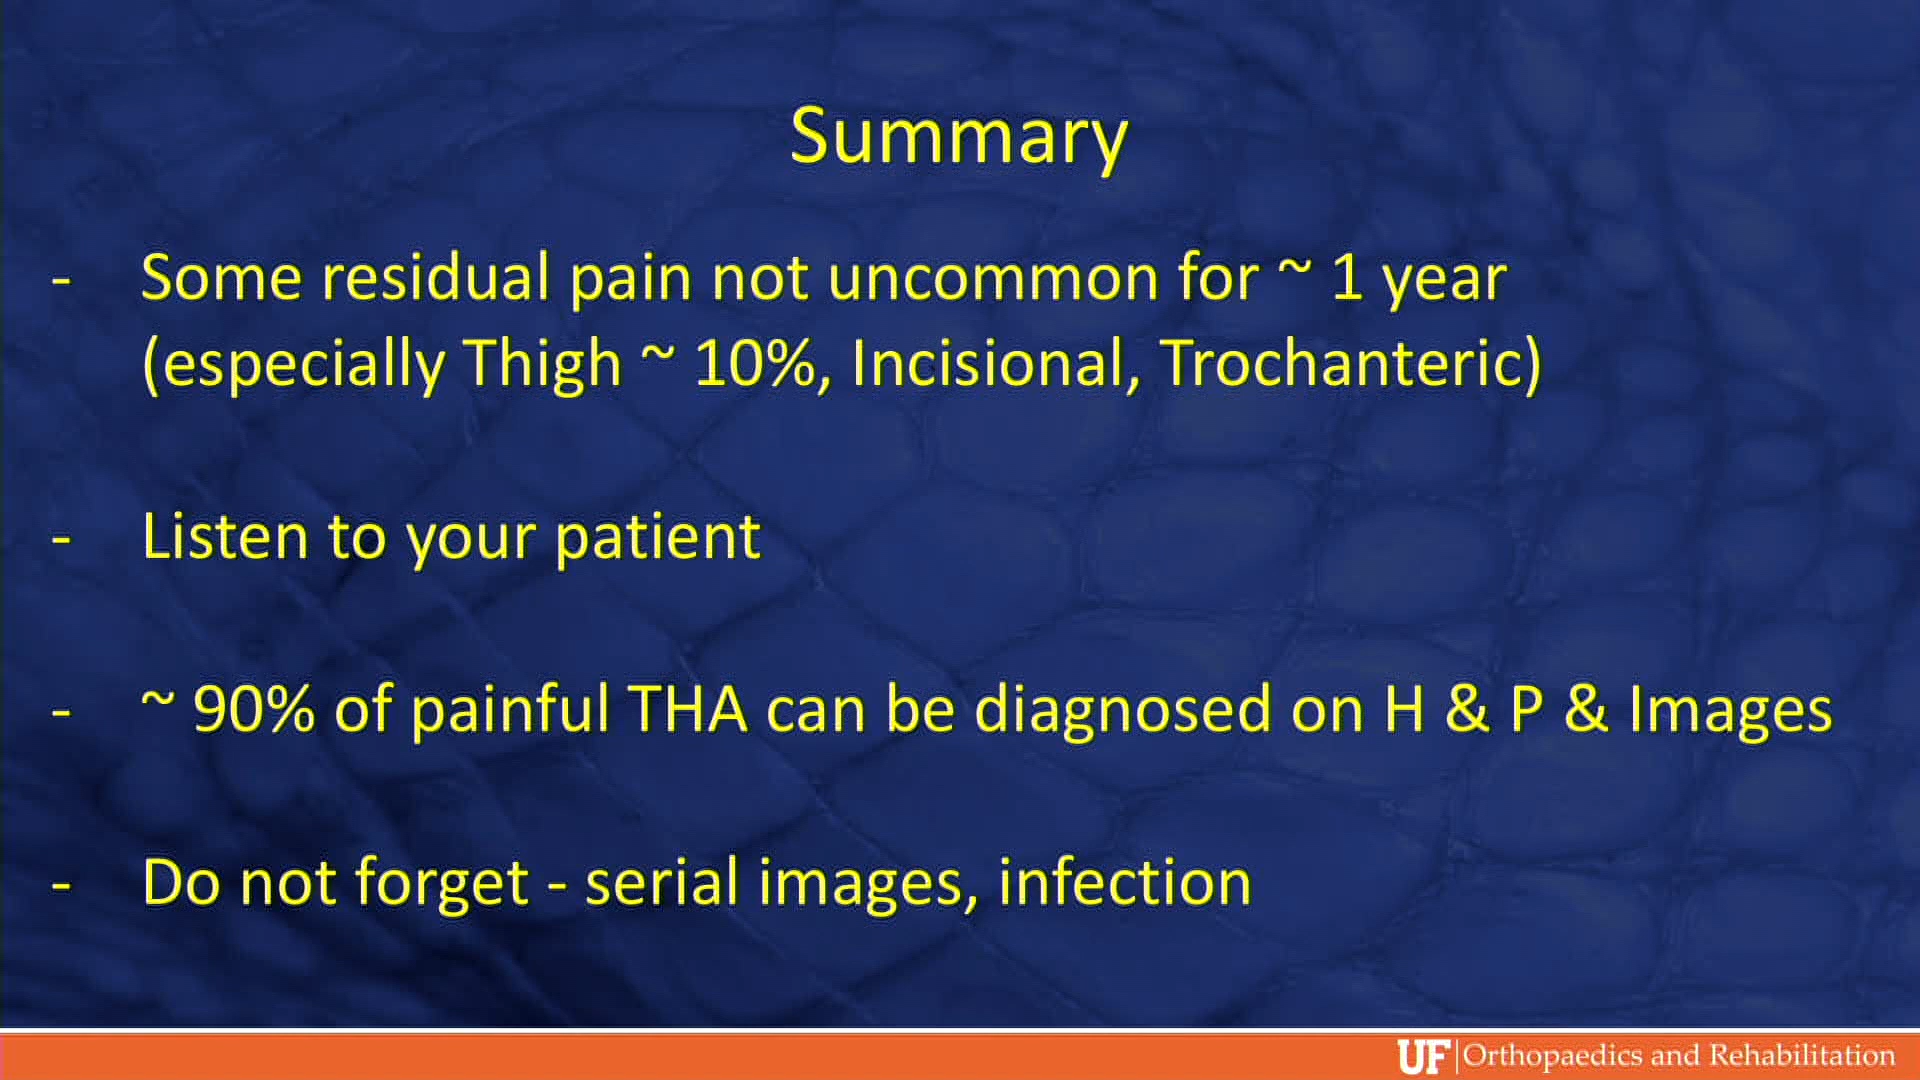 Summary
- Some residual pain not uncommon for ~ 1 year
(especially Thigh ~ 10%, Incisional, Trochanteric)
- Listen to your patient
- ~ 90% of painful THA can be diagnosed on H & P & Images
- Do not forget - serial images, infection
UF | Orthopaedics and Rehabilitation